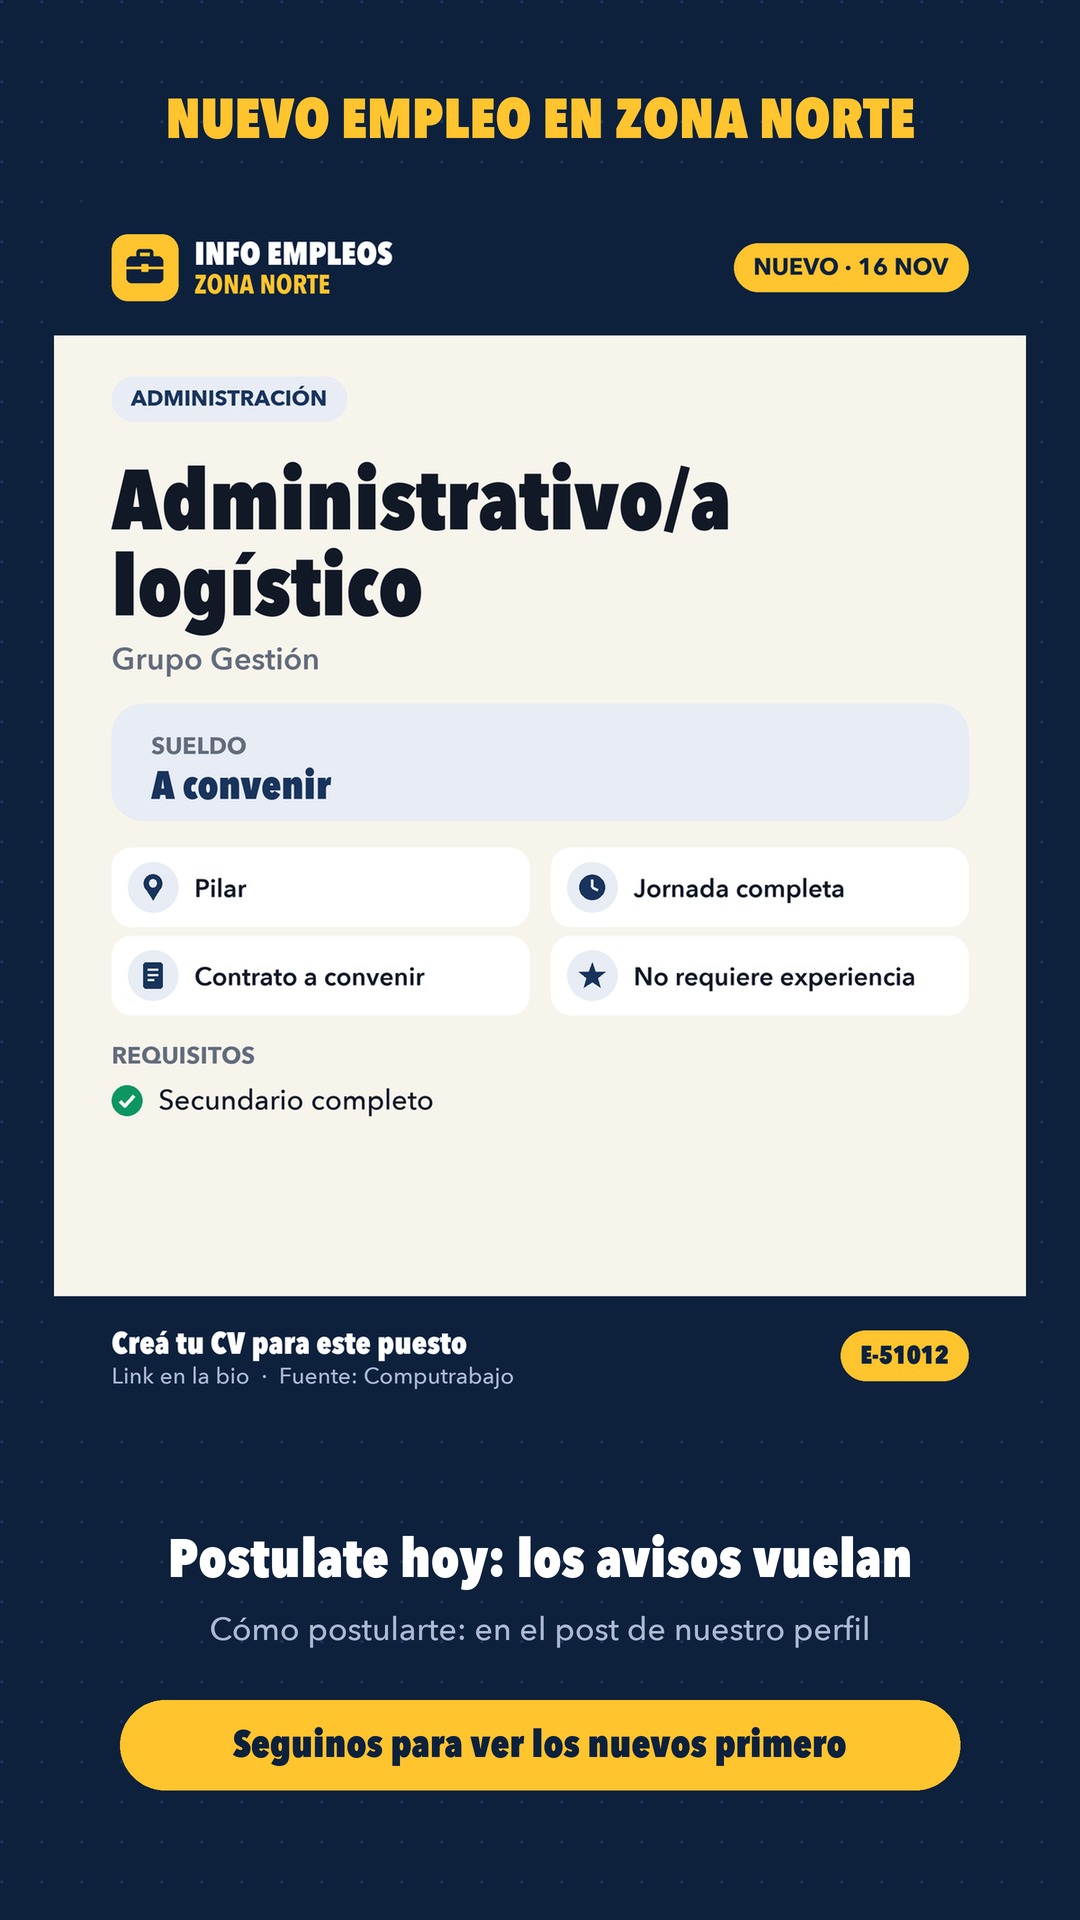 NUEVO EMPLEO EN ZONA NORTE
INFO EMPLEOS
ZONA NORTE
NUEVO · 16 NOV
ADMINISTRACIÓN
Administrativo/a
logístico
Grupo Gestión
SUELDO
A convenir
Pilar
Jornada completa
Contrato a convenir
No requiere experiencia
REQUISITOS
Secundario completo
Creá tu CV para este puesto
Link en la bio · Fuente: Computrabajo
E-51012
Postulate hoy: los avisos vuelan
Cómo postularte: en el post de nuestro perfil
Seguinos para ver los nuevos primero